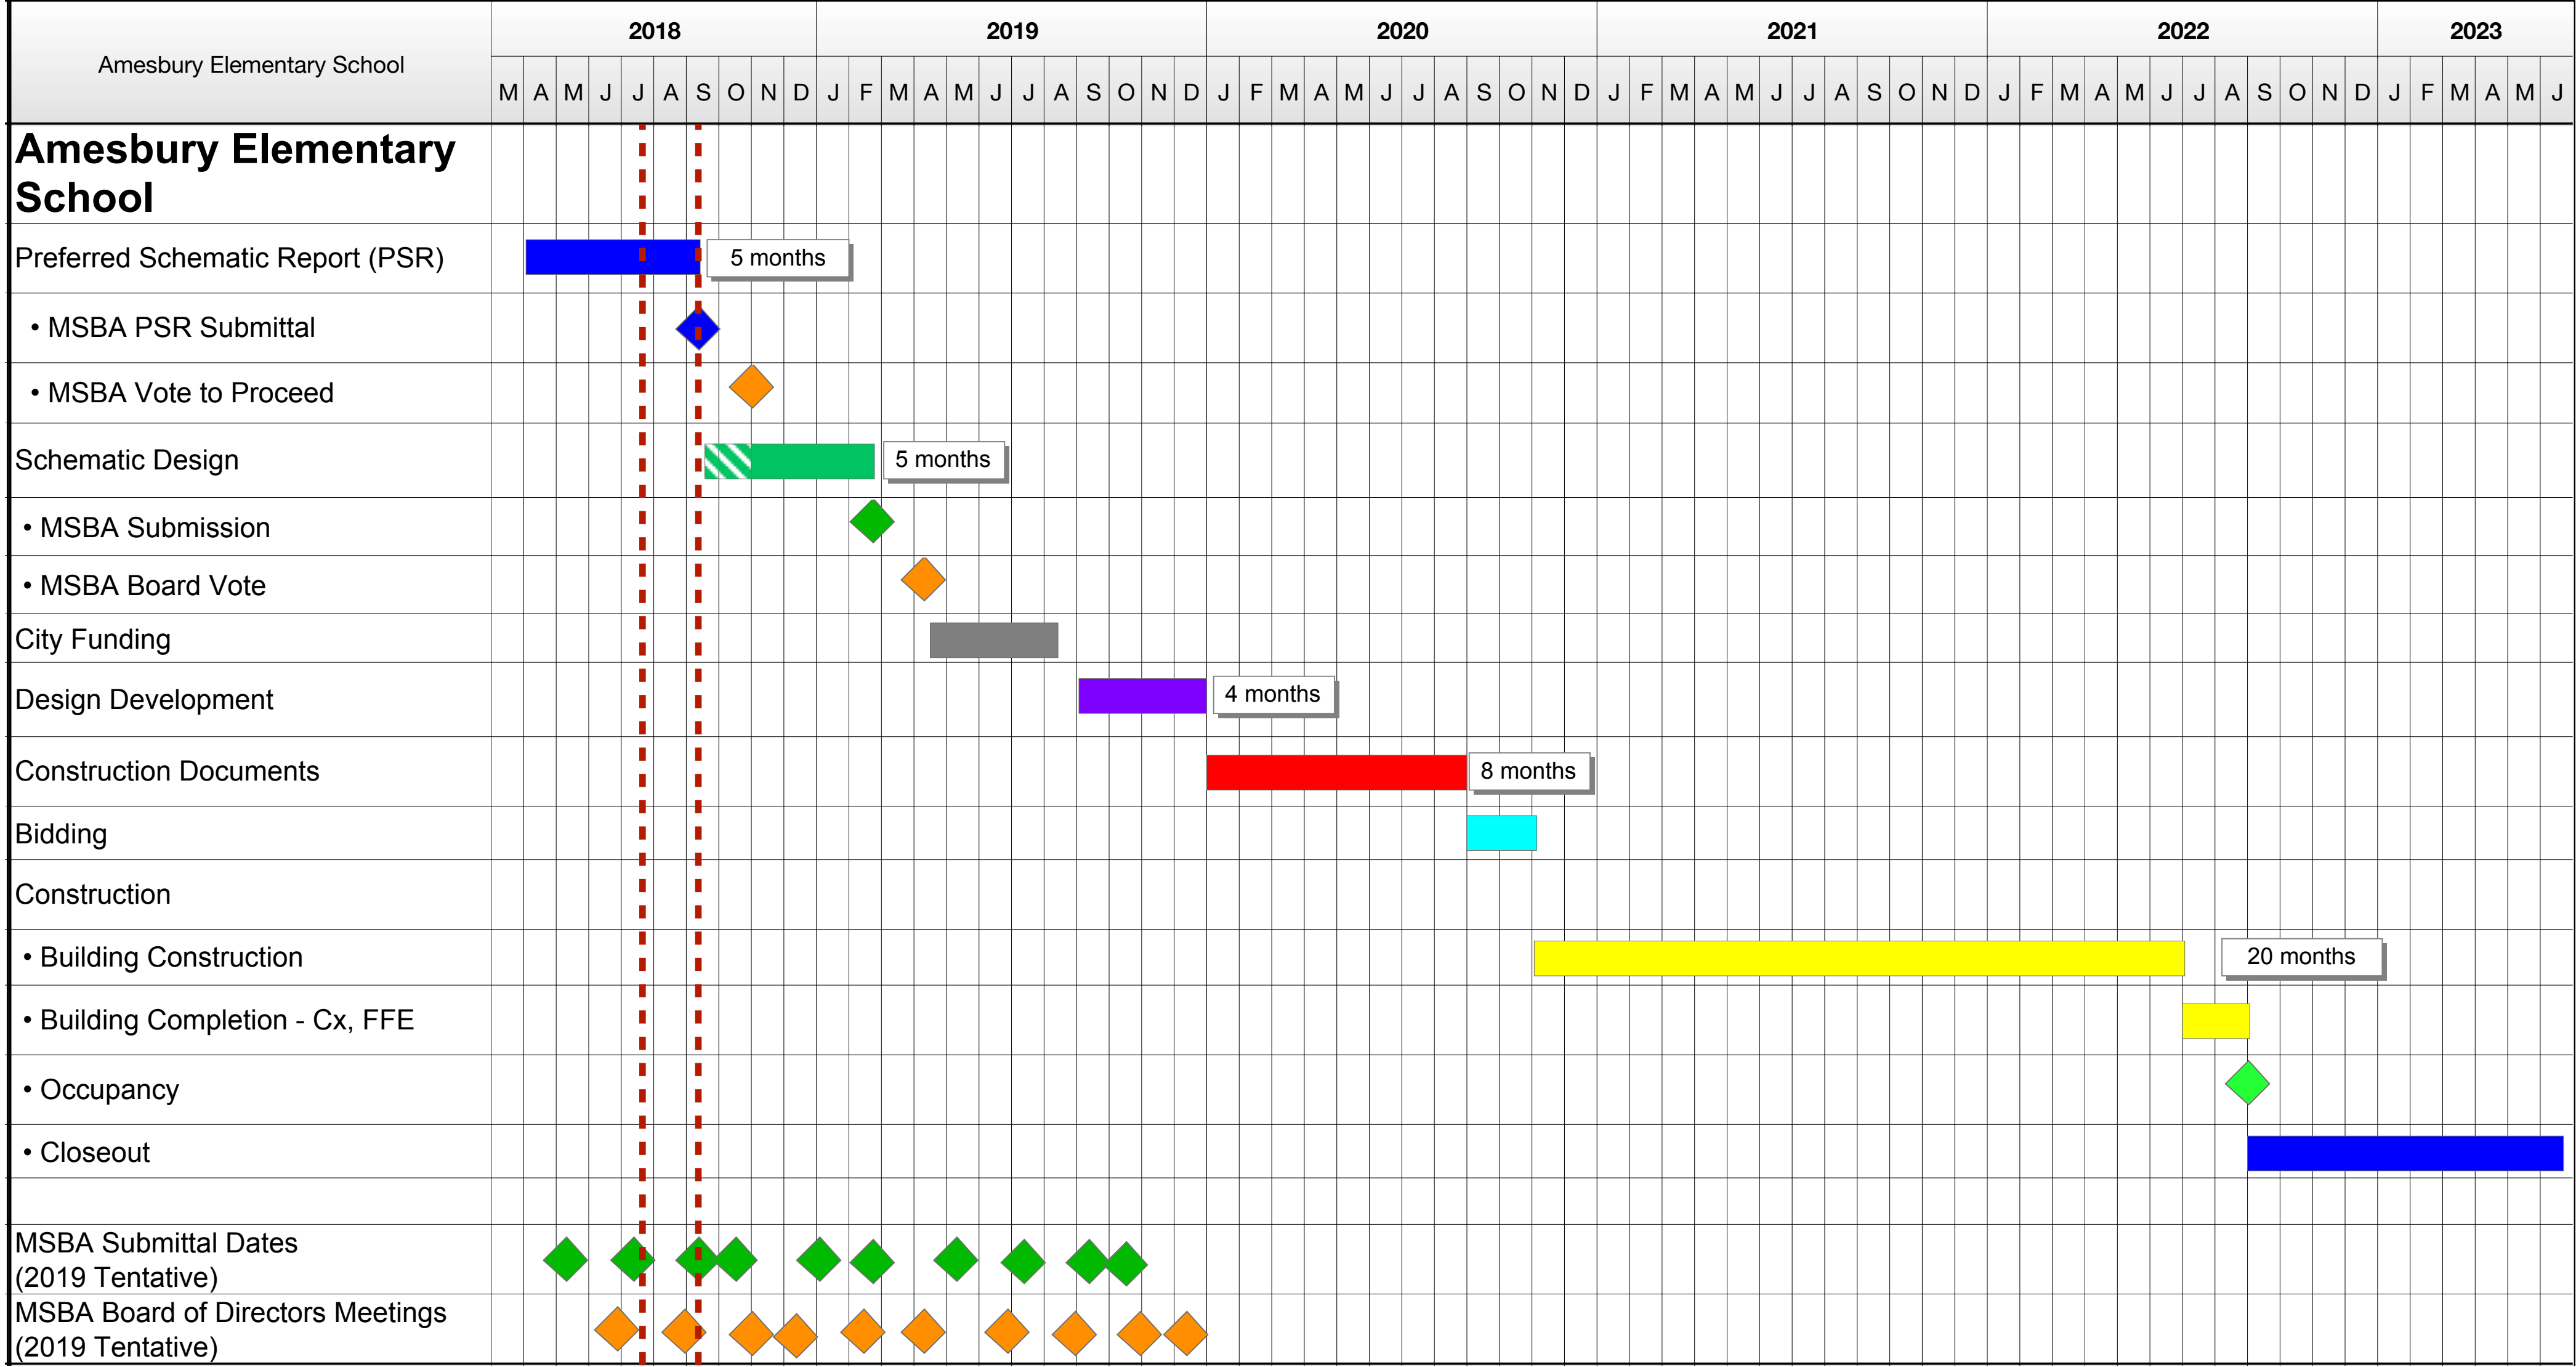 Amesbury Elementary School
2018 2019 2020 2021 2022 2023
M A M J J A S O N D J F M A M J J A S O N D J F M A M J J A S O N D J F M A M J J A S O N D J F M A M J J A S O N D J F M A M J
Amesbury Elementary
School
Preferred Schematic Report (PSR)
5 months
• MSBA PSR Submittal
• MSBA Vote to Proceed
Schematic Design
5 months
• MSBA Submission
• MSBA Board Vote
City Funding
Design Development
4 months
Construction Documents
8 months
Bidding
Construction
• Building Construction
20 months
• Building Completion - Cx, FFE
• Occupancy
• Closeout
MSBA Submittal Dates
(2019 Tentative)
MSBA Board of Directors Meetings
(2019 Tentative)